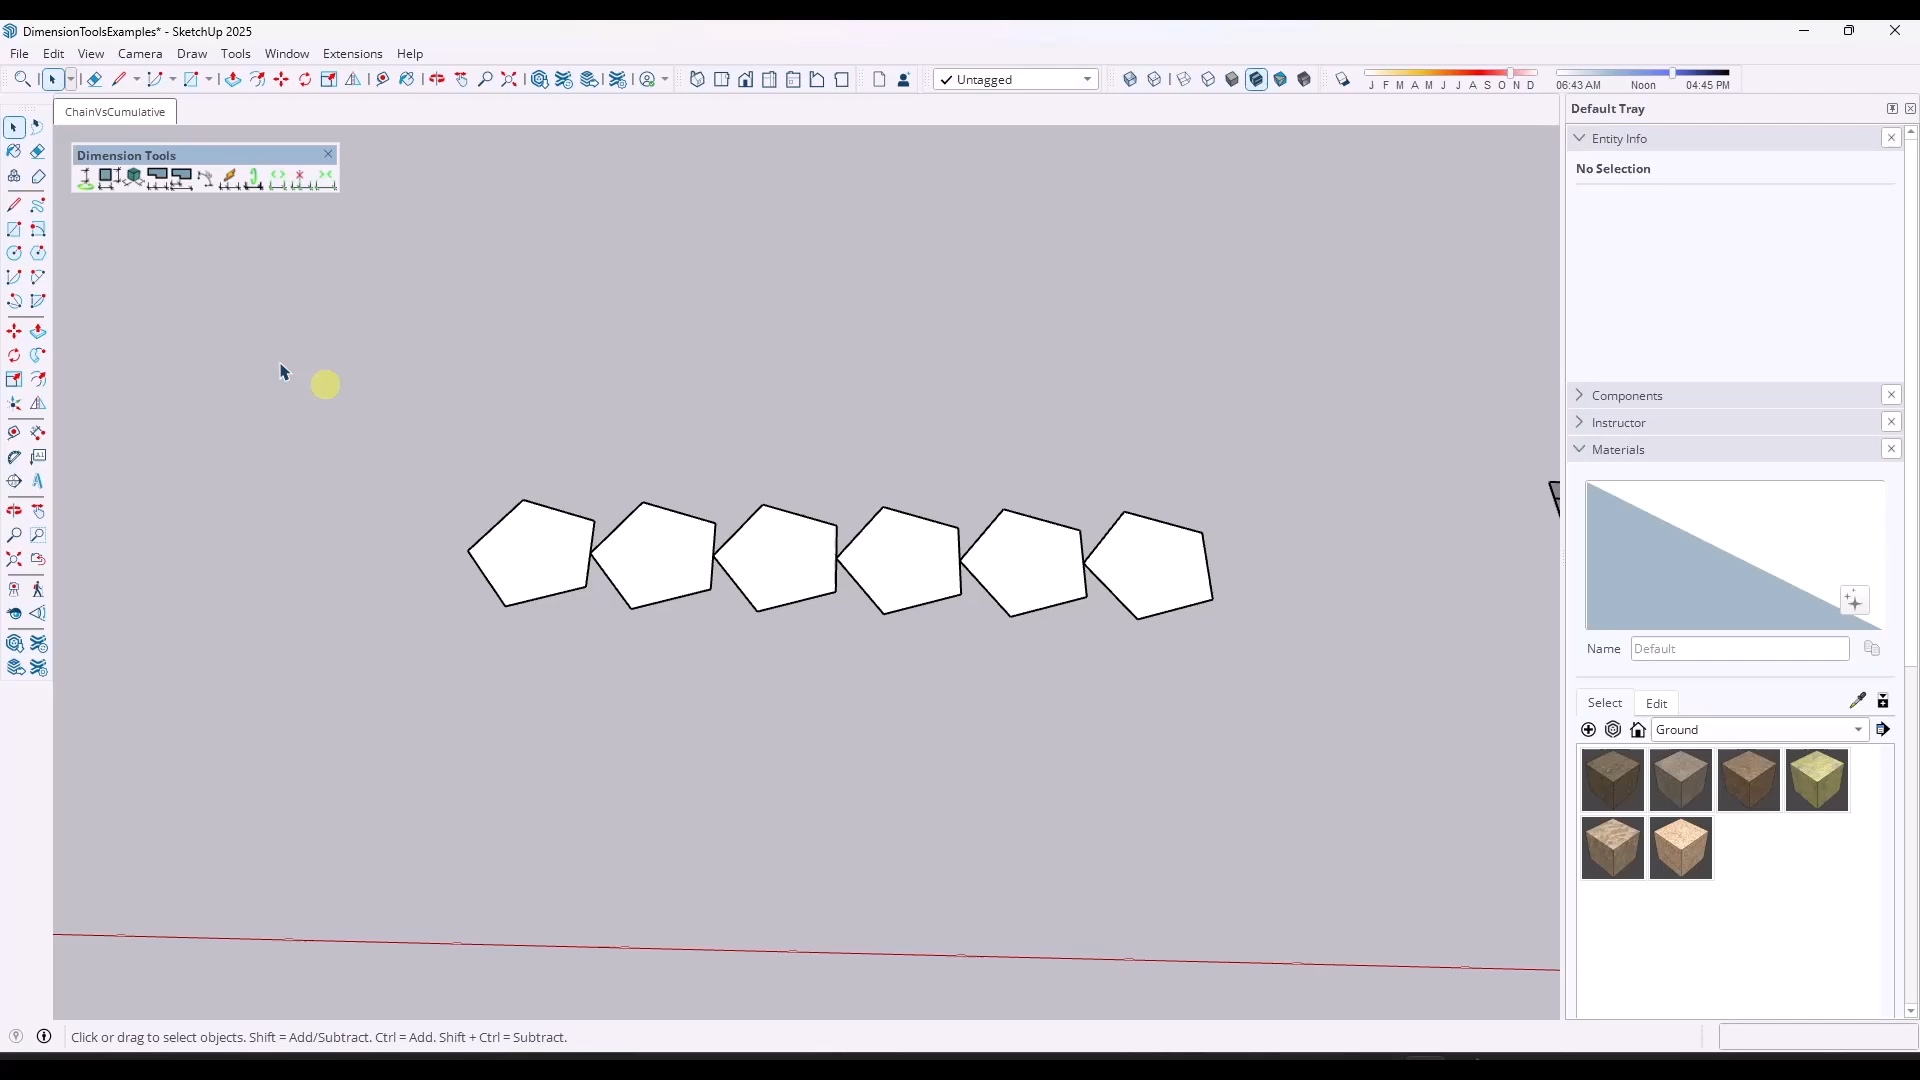 DimensionToolsExamples* - SketchUp 2025
File Edit View Camera Draw Tools Window Extensions Help
Untagged
J F M A M J J A S O N D
06:43 AM Noon 04:45 PM
ChainVsCumulative
Default Tray
Dimension Tools
Entity Info
No Selection
Components
Instructor
Materials
Name Default
Select Edit
Ground
Click or drag to select objects. Shift = Add/Subtract. Ctrl = Add. Shift + Ctrl = Subtract.